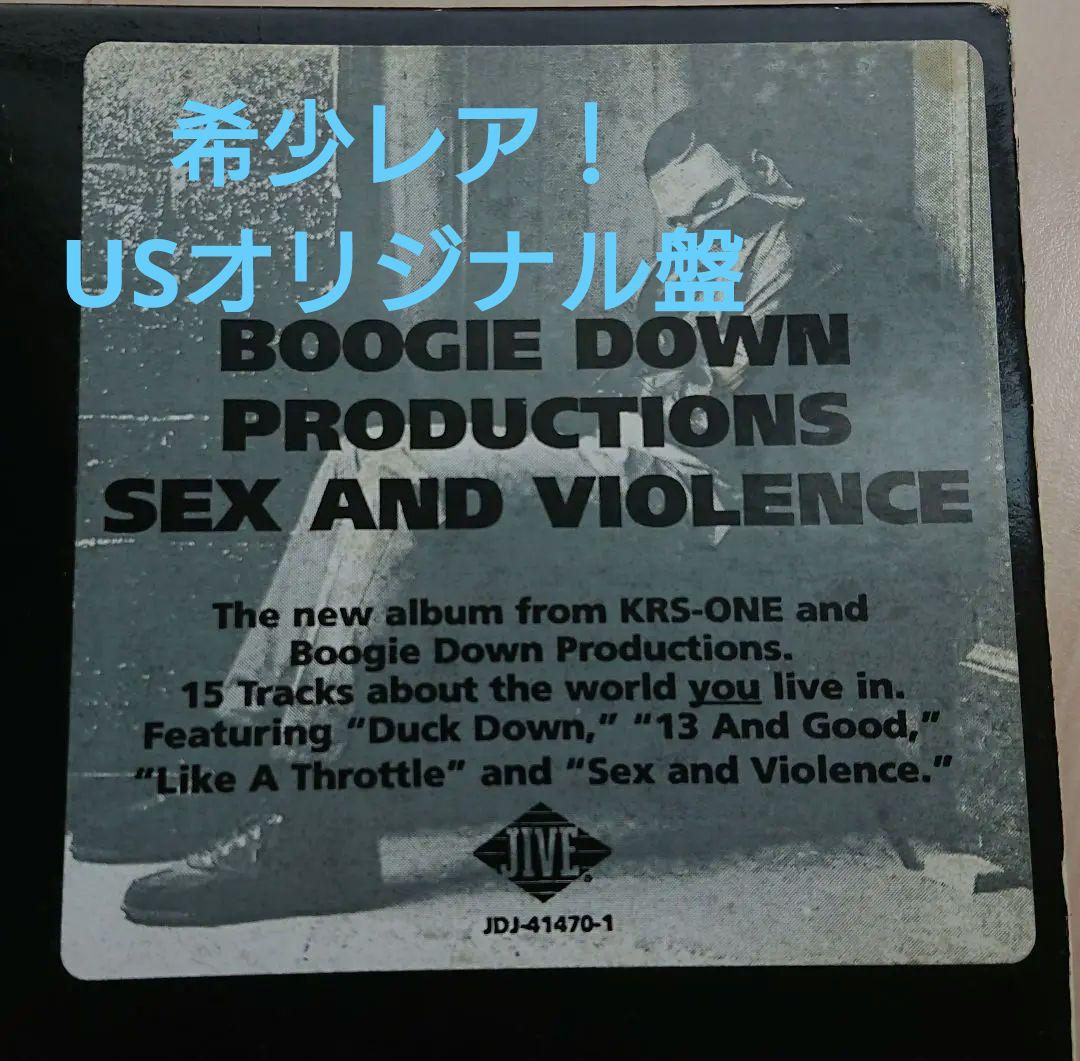 希少レア！
USオリジナル盤
BOOGIE DOWN
PRODUCTIONS
SEX AND VIOLENCE
The new album from KRS-ONE and
Boogie Down Productions.
15 Tracks about the world you live in.
Featuring “Duck Down,” “13 And Good,”
“Like A Throttle” and “Sex and Violence.”
JIVE®
JDJ-41470-1